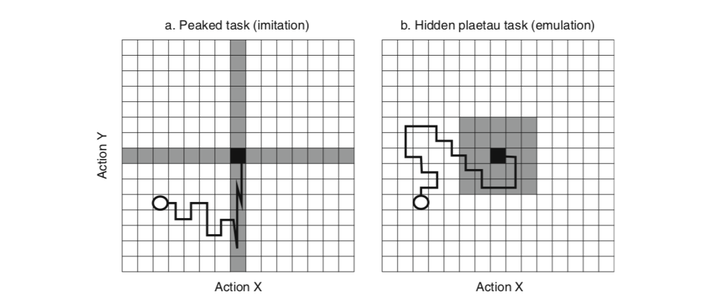 a. Peaked task (imitation)
b. Hidden plaetau task (emulation)
Action Y
Action X
Action X